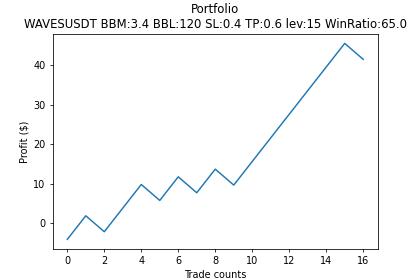 Portfolio
WAVESUSDT BBM:3.4 BBL:120 SL:0.4 TP:0.6 lev:15 WinRatio:65.0
Profit ($)
40
30
20
10
0
0 2 4 6 8 10 12 14 16
Trade counts